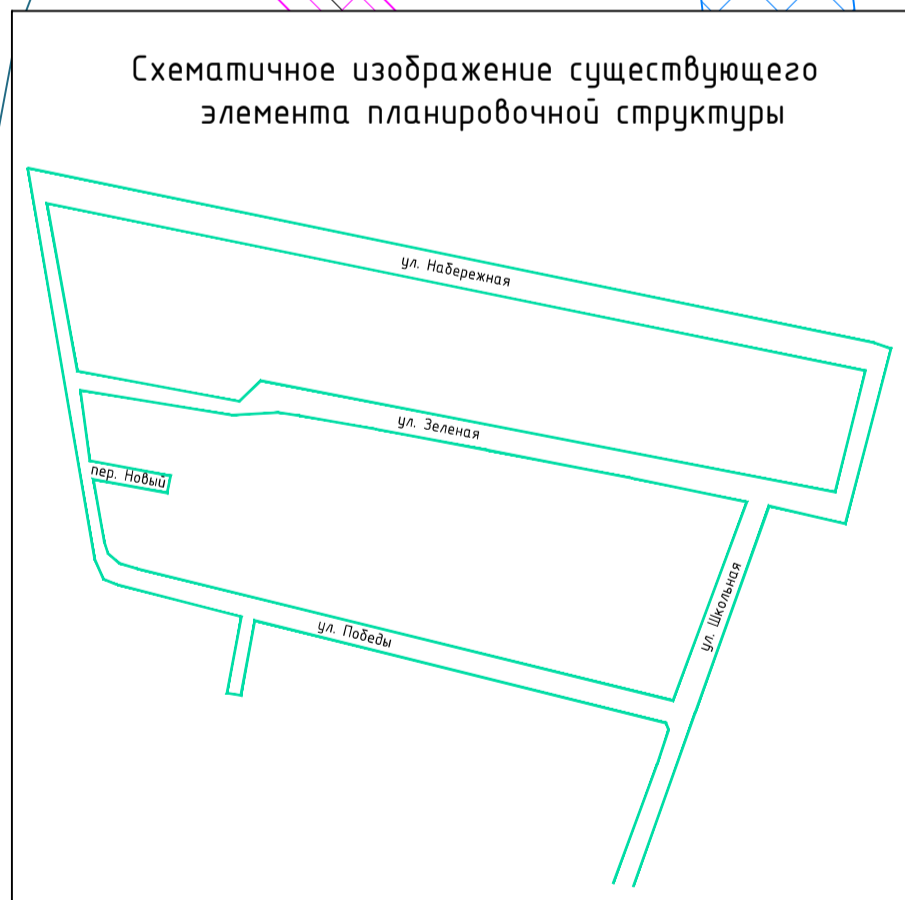 Схематичное изображение существующего
элемента планировочной структуры
ул. Набережная
ул. Зеленая
пер. Новый
ул. Школьная
ул. Победы